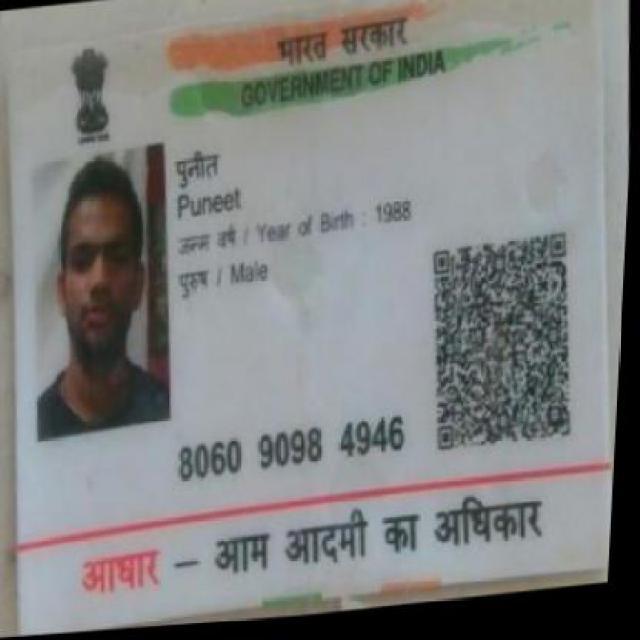 भारत सरकार
GOVERNMENT OF INDIA
पुनीत
Puneet
जन्म वर्ष / Year of Birth : 1988
पुरुष / Male
8060 9098 4946
आधार – आम आदमी का अधिकार